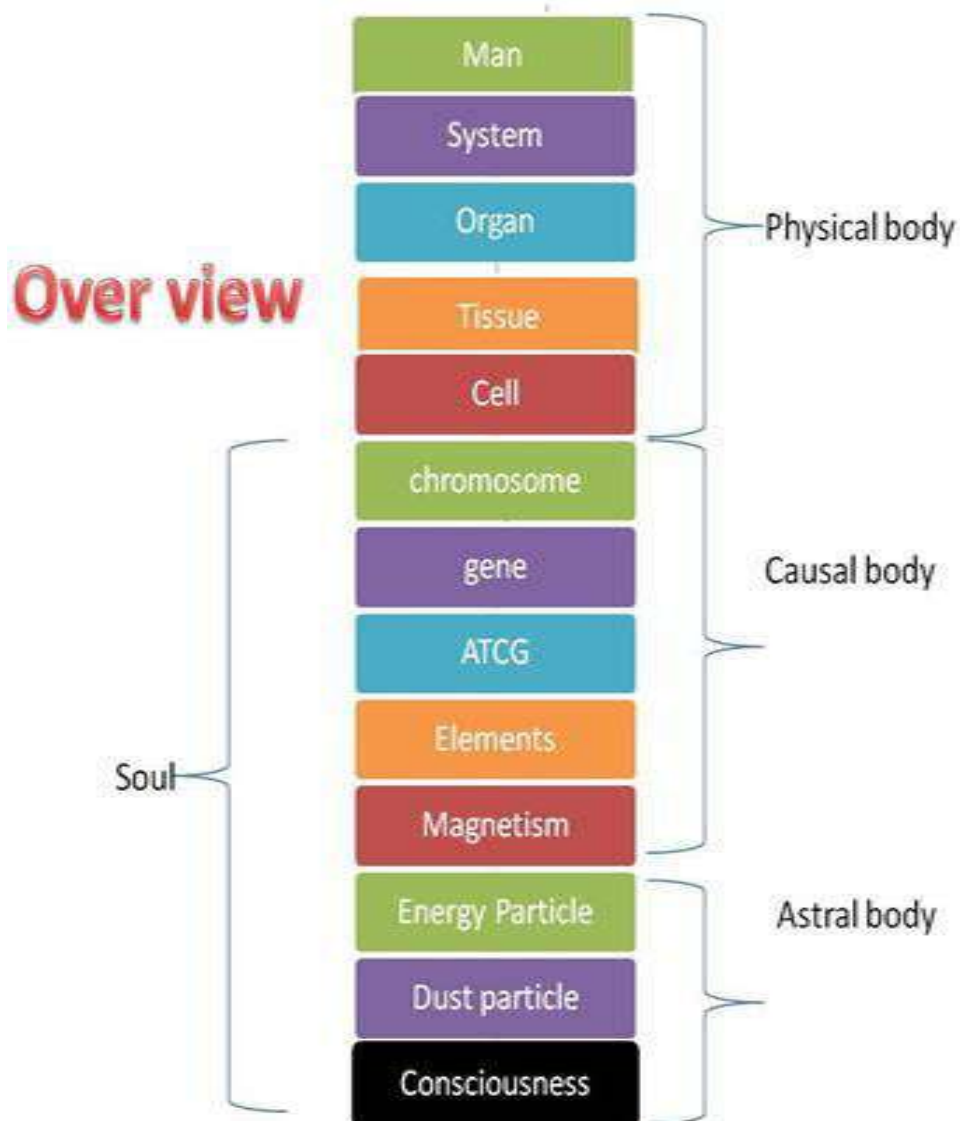 Man
System
Organ
Physical body
Over view
Tissue
Cell
chromosome
gene
Causal body
ATCG
Elements
Soul
Magnetism
Energy Particle
Astral body
Dust particle
Consciousness